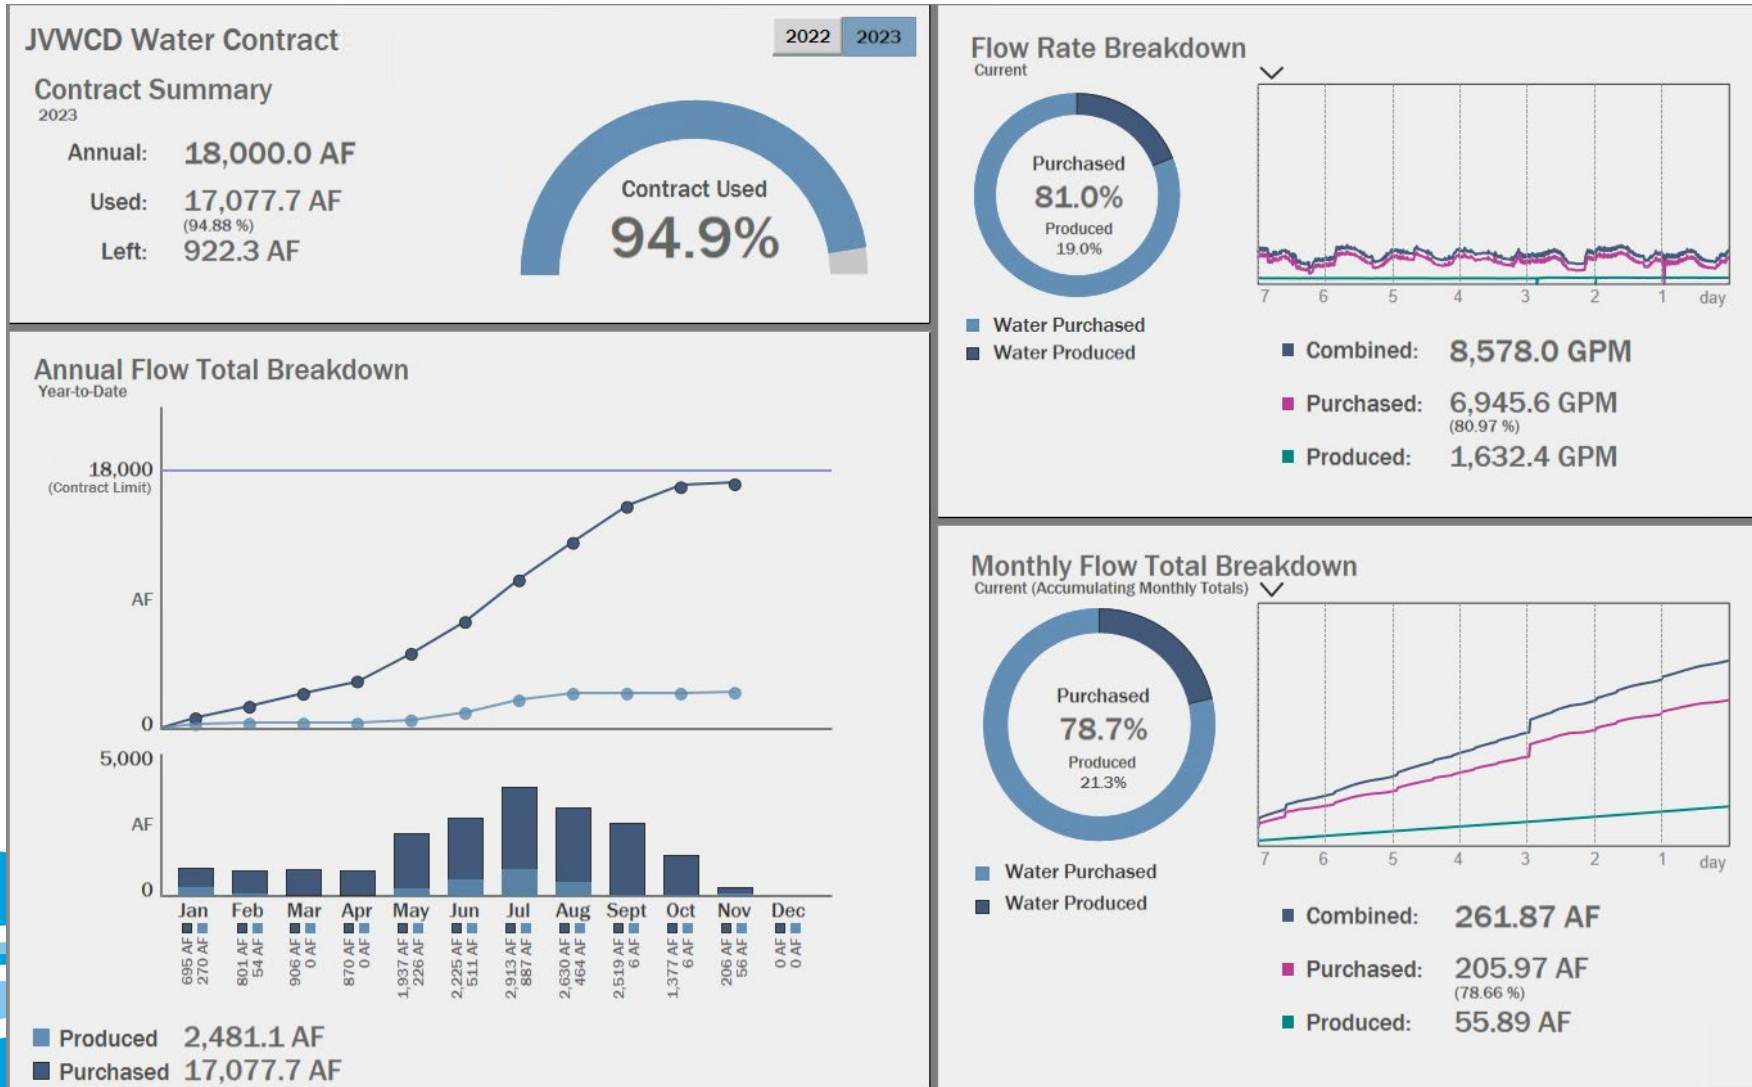 JVWCD Water Contract
2022 2023
Contract Summary
2023
Annual: 18,000.0 AF
Used: 17,077.7 AF
(94.88 %)
Left: 922.3 AF
Contract Used
94.9%
Annual Flow Total Breakdown
Year-to-Date
18,000
(Contract Limit)
AF
0
5,000
AF
0
Jan Feb Mar Apr May Jun Jul Aug Sept Oct Nov Dec
695 AF
270 AF
801 AF
54 AF
906 AF
0 AF
870 AF
0 AF
1,937 AF
226 AF
2,225 AF
511 AF
2,913 AF
887 AF
2,630 AF
464 AF
2,519 AF
6 AF
1,377 AF
6 AF
206 AF
56 AF
0 AF
0 AF
Produced 2,481.1 AF
Purchased 17,077.7 AF
Flow Rate Breakdown
Current
Purchased
81.0%
Produced
19.0%
Water Purchased
Water Produced
7 6 5 4 3 2 1 day
Combined: 8,578.0 GPM
Purchased: 6,945.6 GPM
(80.97 %)
Produced: 1,632.4 GPM
Monthly Flow Total Breakdown
Current (Accumulating Monthly Totals)
Purchased
78.7%
Produced
21.3%
Water Purchased
Water Produced
7 6 5 4 3 2 1 day
Combined: 261.87 AF
Purchased: 205.97 AF
(78.66 %)
Produced: 55.89 AF